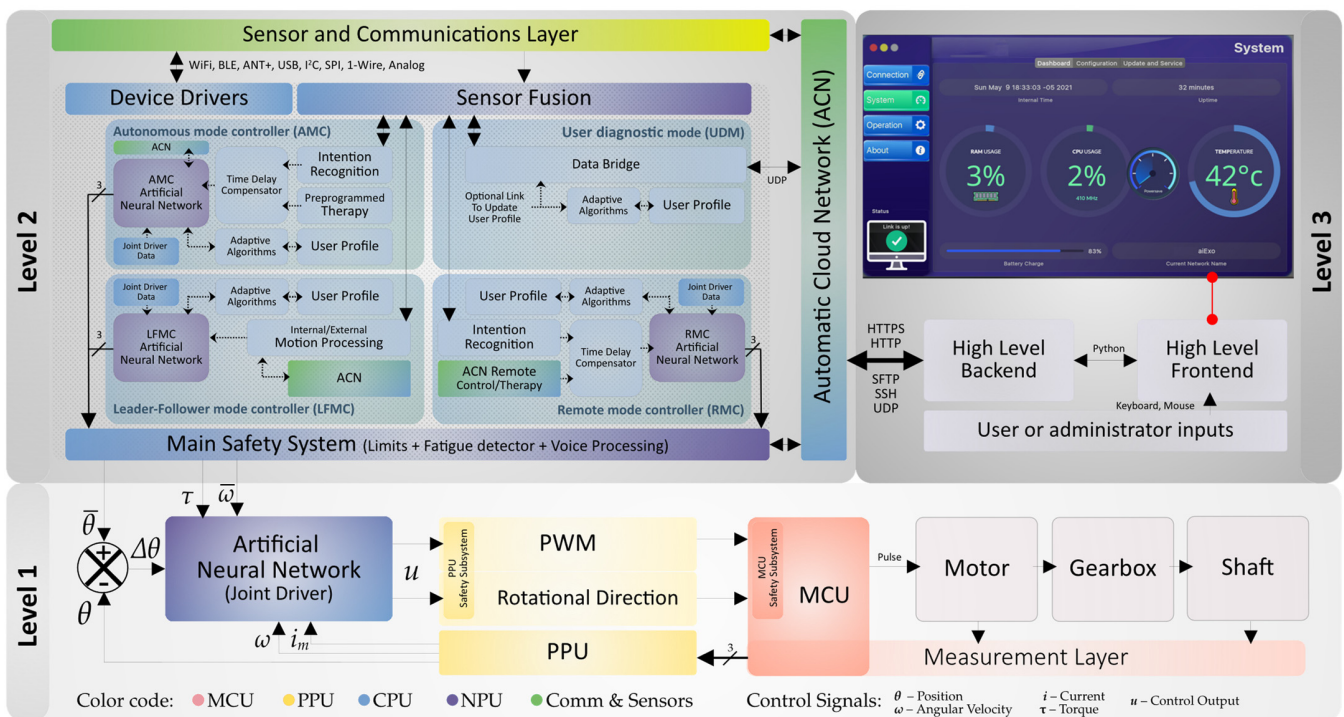 Level 2
Sensor and Communications Layer
WiFi, BLE, ANT+, USB, I²C, SPI, 1-Wire, Analog
Device Drivers
Sensor Fusion
Autonomous mode controller (AMC)
ACN
AMC
Artificial
Neural Network
Time Delay
Compensator
Intention
Recognition
Preprogrammed
Therapy
Joint Driver
Data
Adaptive
Algorithms
User Profile
3
User diagnostic mode (UDM)
Data Bridge
Optional Link
To Update
User Profile
Adaptive
Algorithms
User Profile
UDP
Joint Driver
Data
Adaptive
Algorithms
User Profile
LFMC
Artificial
Neural Network
Internal/External
Motion Processing
ACN
3
Leader-Follower mode controller (LFMC)
User Profile
Adaptive
Algorithms
Joint Driver
Data
Intention
Recognition
ACN Remote
Control/Therapy
Time Delay
Compensator
RMC
Artificial
Neural Network
3
Remote mode controller (RMC)
Main Safety System (Limits + Fatigue detector + Voice Processing)
Automatic Cloud Network (ACN)
Level 3
System
Dashboard Configuration Update and Service
Connection
System
Operation
About
Status
Link is up!
Sun May 9 18:33:03 -05 2021
Internal Time
32 minutes
Uptime
RAM USAGE
3%
CPU USAGE
2%
410 MHz
Powersave
TEMPERATURE
42°c
83%
Battery Charge
aiExo
Current Network Name
HTTPS
HTTP
SFTP
SSH
UDP
High Level
Backend
Python
High Level
Frontend
Keyboard, Mouse
User or administrator inputs
Level 1
θ̅
+
-
Δθ
θ
τ
ω̅
Artificial
Neural Network
(Joint Driver)
u
ω
iₘ
PPU
Safety Subsystem
PWM
Rotational Direction
PPU
3
MCU
Safety Subsystem
MCU
Pulse
Motor
Gearbox
Shaft
Measurement Layer
Color code:
MCU
PPU
CPU
NPU
Comm & Sensors
Control Signals:
θ – Position
ω – Angular Velocity
i – Current
τ – Torque
u – Control Output